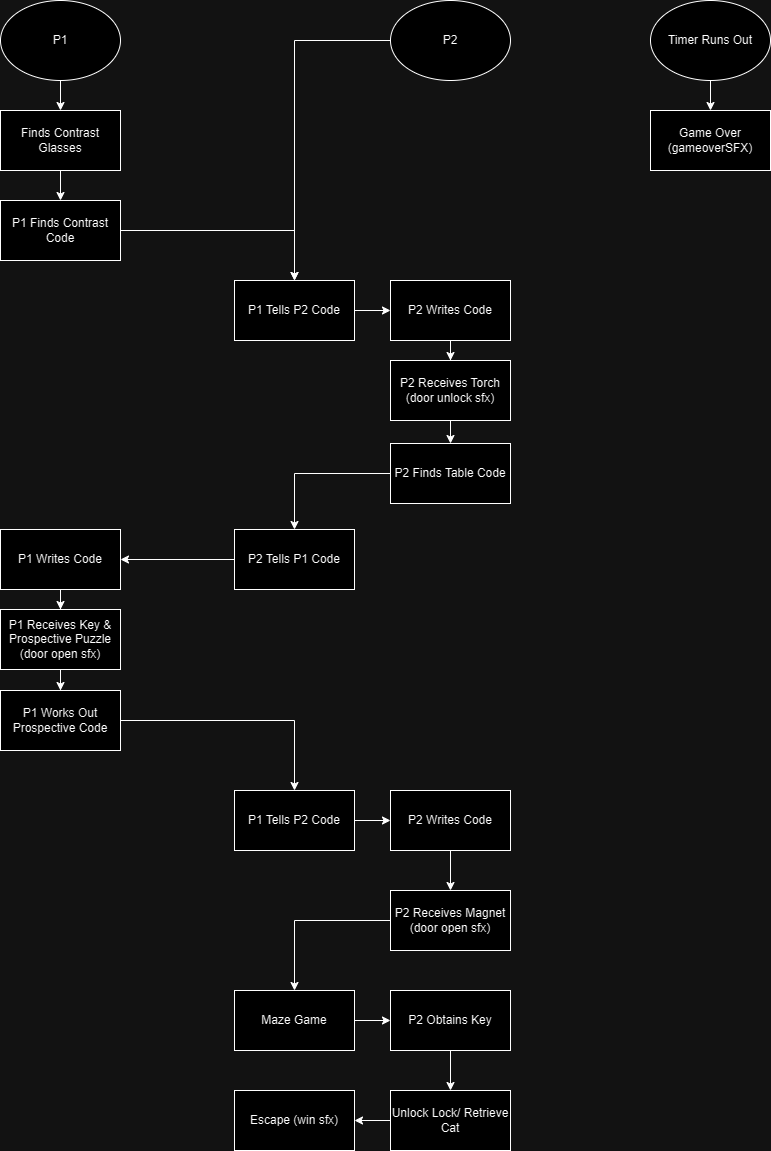 P1
P2
Timer Runs Out
Finds Contrast
Glasses
Game Over
(gameoverSFX)
P1 Finds Contrast
Code
P1 Tells P2 Code
P2 Writes Code
P2 Receives Torch
(door unlock sfx)
P2 Finds Table Code
P1 Writes Code
P2 Tells P1 Code
P1 Receives Key &
Prospective Puzzle
(door open sfx)
P1 Works Out
Prospective Code
P1 Tells P2 Code
P2 Writes Code
P2 Receives Magnet
(door open sfx)
Maze Game
P2 Obtains Key
Escape (win sfx)
Unlock Lock/ Retrieve
Cat